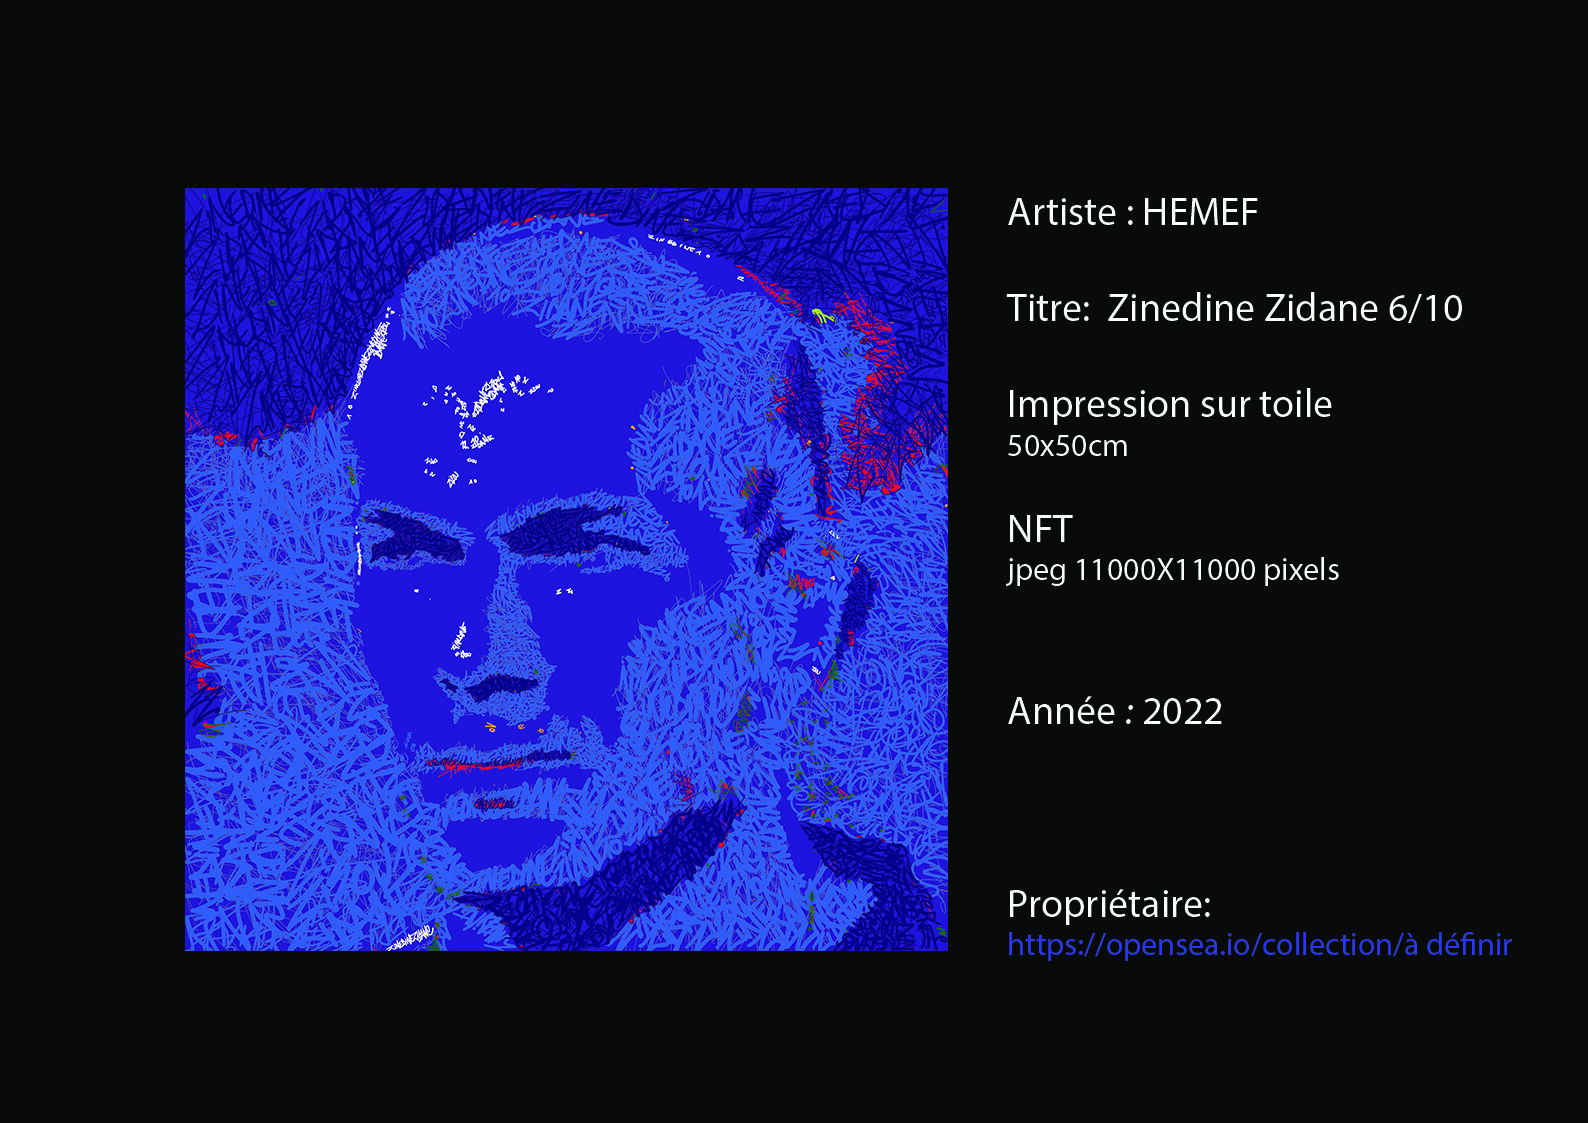 Artiste : HEMEF
Titre: Zinedine Zidane 6/10
Impression sur toile
50x50cm
NFT
jpeg 11000X11000 pixels
Année : 2022
Propriétaire:
https://opensea.io/collection/à définir